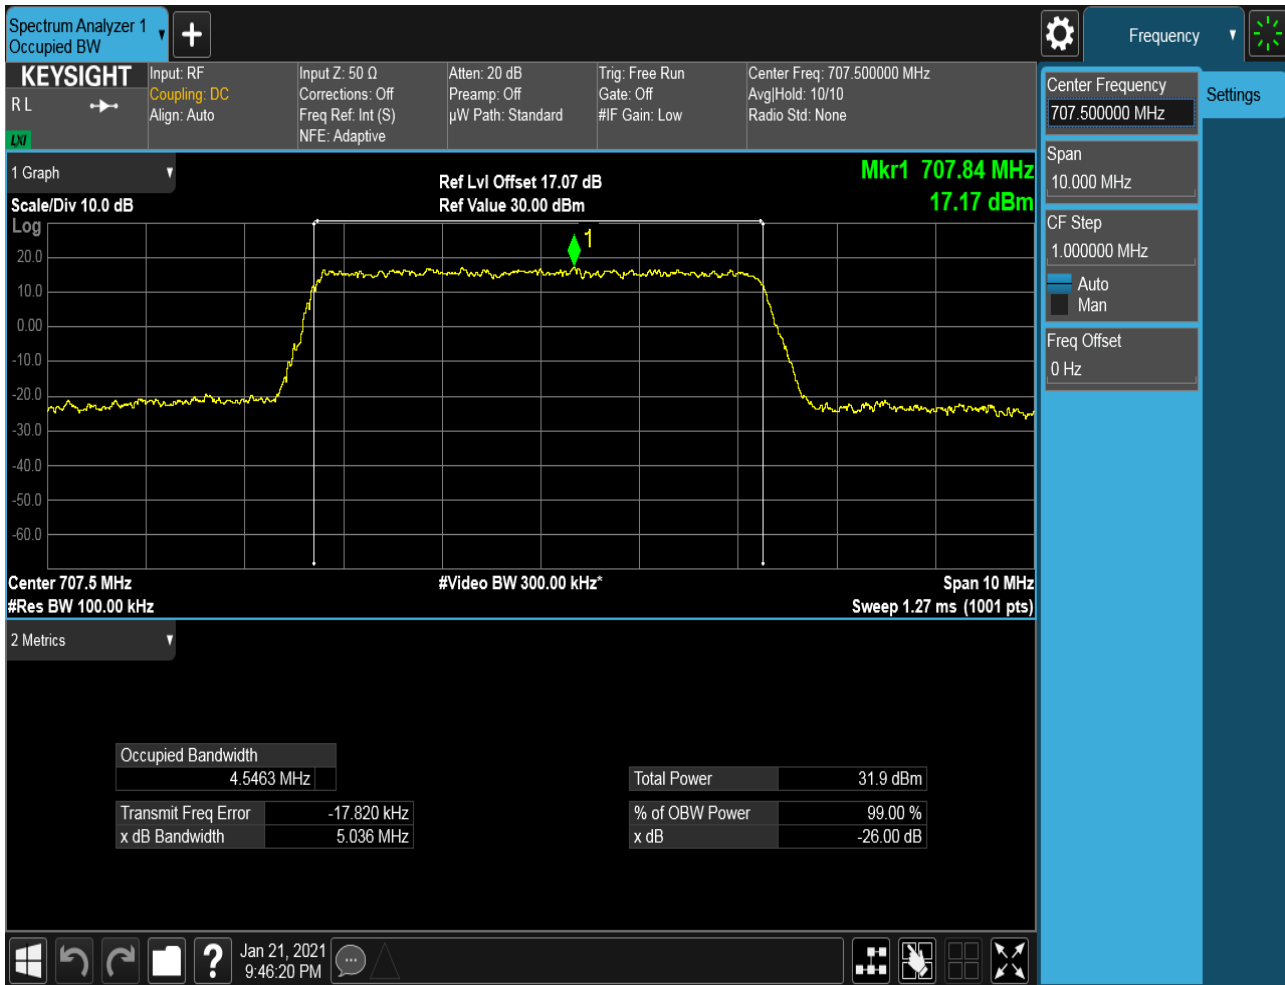 Spectrum Analyzer 1
Occupied BW
Frequency
KEYSIGHT
R L
LXI
Input: RF
Coupling: DC
Align: Auto
Input Z: 50 Ω
Corrections: Off
Freq Ref: Int (S)
NFE: Adaptive
Atten: 20 dB
Preamp: Off
µW Path: Standard
Trig: Free Run
Gate: Off
#IF Gain: Low
Center Freq: 707.500000 MHz
Avg|Hold: 10/10
Radio Std: None
Center Frequency
707.500000 MHz
Settings
Span
10.000 MHz
CF Step
1.000000 MHz
Auto
Man
Freq Offset
0 Hz
1 Graph
Scale/Div 10.0 dB
Log
Ref Lvl Offset 17.07 dB
Ref Value 30.00 dBm
Mkr1 707.84 MHz
17.17 dBm
1
20.0
10.0
0.00
-10.0
-20.0
-30.0
-40.0
-50.0
-60.0
Center 707.5 MHz
#Res BW 100.00 kHz
#Video BW 300.00 kHz*
Span 10 MHz
Sweep 1.27 ms (1001 pts)
2 Metrics
Occupied Bandwidth
4.5463 MHz
Transmit Freq Error -17.820 kHz
x dB Bandwidth 5.036 MHz
Total Power 31.9 dBm
% of OBW Power 99.00 %
x dB -26.00 dB
?
Jan 21, 2021
9:46:20 PM